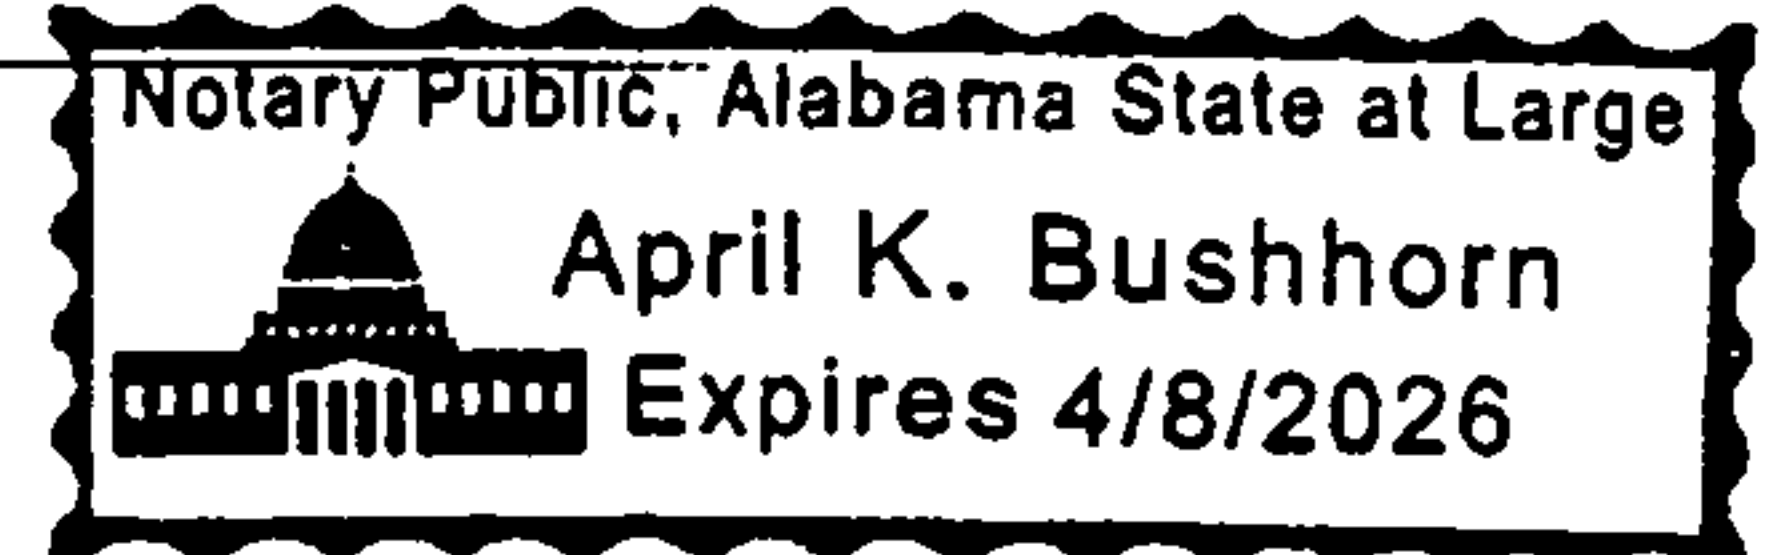 Notary Public, Alabama State at Large
April K. Bushhorn
Expires 4/8/2026